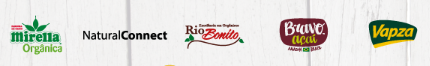 Mirella
Orgânica
NaturalConnect
Excelência em Orgânicos
Rio Bonito
Bravo,
açaí
Vapza